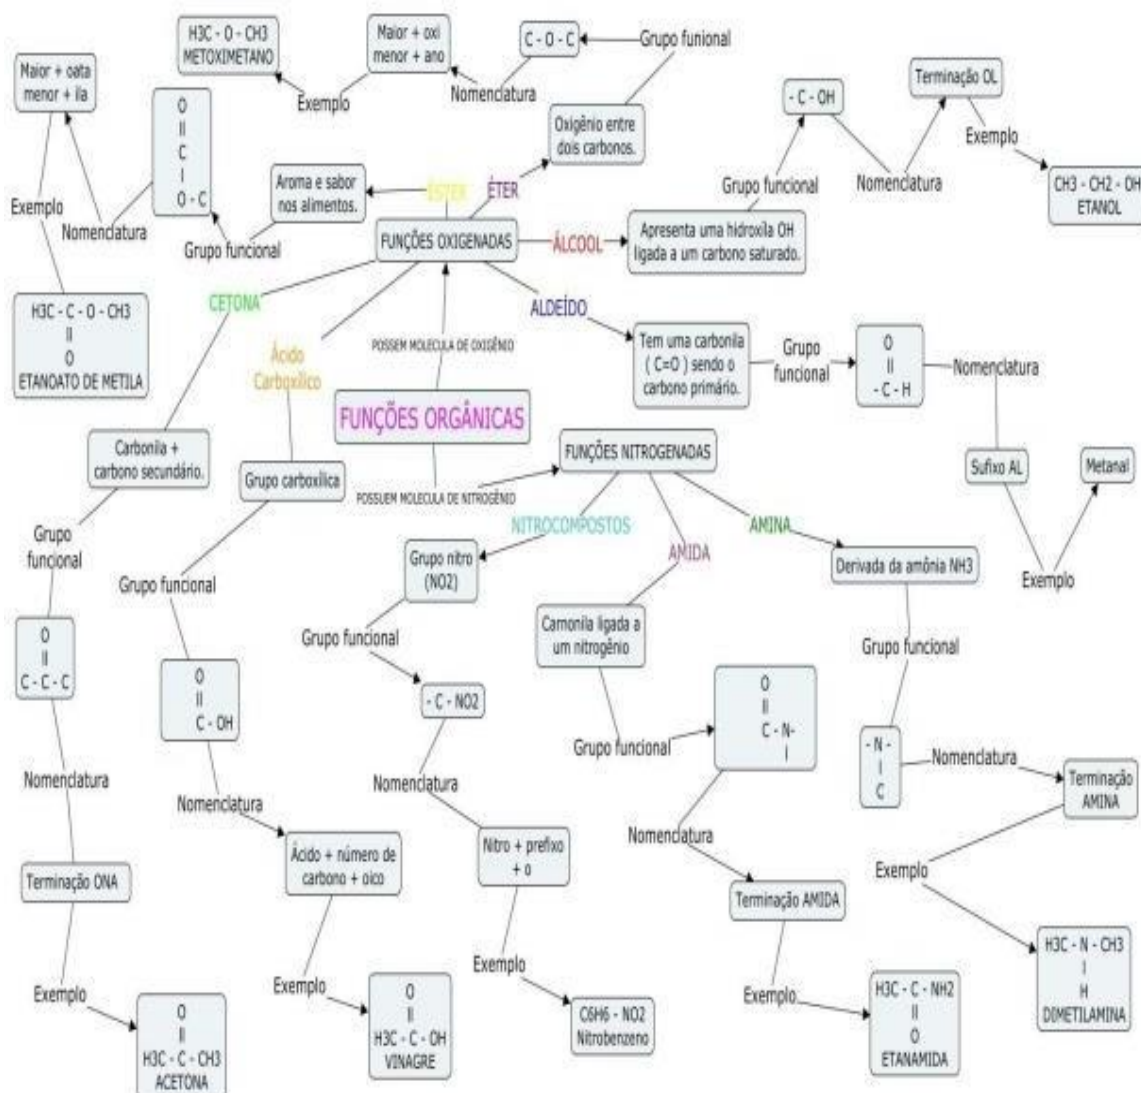 H3C - O - CH3
METOXIMETANO
Maior + oxi
menor + ano
C - O - C
Grupo funional
Maior + oata
menor + ila
Exemplo
Nomenclatura
- C - OH
Terminação OL
O
II
C
I
O - C
Oxigênio entre
dois carbonos.
Exemplo
Exemplo
Nomenclatura
Aroma e sabor
nos alimentos.
ÉSTER
ÉTER
Grupo funcional
Nomenclatura
CH3 - CH2 - OH
ETANOL
Grupo funcional
FUNÇÕES OXIGENADAS
ÁLCOOL
Apresenta uma hidroxíla OH
ligada a um carbono saturado.
H3C - C - O - CH3
II
O
ETANOATO DE METILA
CETONA
ALDEÍDO
Ácido
Carboxílico
POSSEM MOLECULA DE OXIGÊNIO
Tem uma carbonila
( C=O ) sendo o
carbono primário.
Grupo
funcional
O
II
- C - H
Nomenclatura
FUNÇÕES ORGÂNICAS
Carbonila +
carbono secundário.
Grupo carboxílica
FUNÇÕES NITROGENADAS
POSSUEM MOLECULA DE NITROGÊNIO
Sufixo AL
Metanal
NITROCOMPOSTOS
AMIDA
AMINA
Grupo
funcional
Grupo nitro
(NO2)
Derivada da amônia NH3
Exemplo
Grupo funcional
Camonila ligada a
um nitrogênio
Grupo funcional
Grupo funcional
O
II
C - C - C
O
II
C - OH
- C - NO2
O
II
C - N-
I
Grupo funcional
- N -
I
C
Nomenclatura
Terminação
AMINA
Nomenclatura
Nomenclatura
Nomenclatura
Nomenclatura
Terminação ONA
Ácido + número de
carbono + oico
Nitro + prefixo
+ o
Exemplo
Terminação AMIDA
Exemplo
Exemplo
Exemplo
Exemplo
H3C - N - CH3
I
H
DIMETILAMINA
O
II
H3C - C - CH3
ACETONA
O
II
H3C - C - OH
VINAGRE
C6H6 - NO2
Nitrobenzeno
H3C - C - NH2
II
O
ETANAMIDA